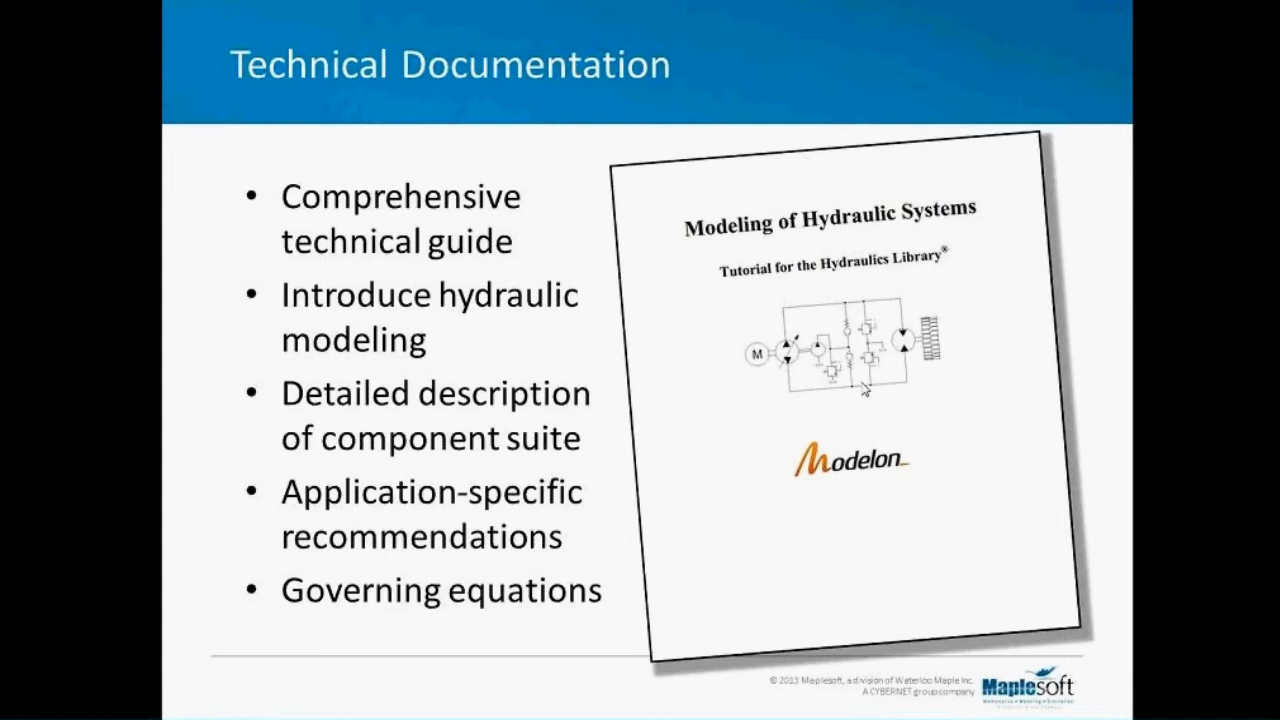 Technical Documentation
• Comprehensive
technical guide
• Introduce hydraulic
modeling
• Detailed description
of component suite
• Application-specific
recommendations
• Governing equations
Modeling of Hydraulic Systems
Tutorial for the Hydraulics Library®
M
Modelon
© 2013 Maplesoft, a division of Waterloo Maple Inc.
A CYBERNET group company
Maplesoft